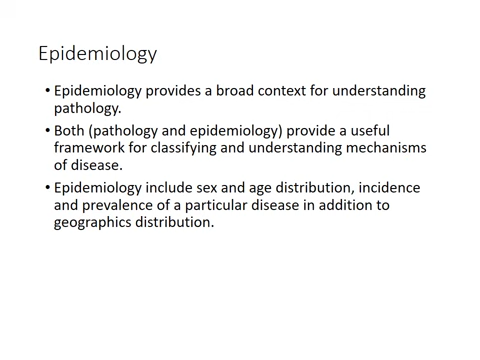 Epidemiology
• Epidemiology provides a broad context for understanding
pathology.
• Both (pathology and epidemiology) provide a useful
framework for classifying and understanding mechanisms
of disease.
• Epidemiology include sex and age distribution, incidence
and prevalence of a particular disease in addition to
geographics distribution.